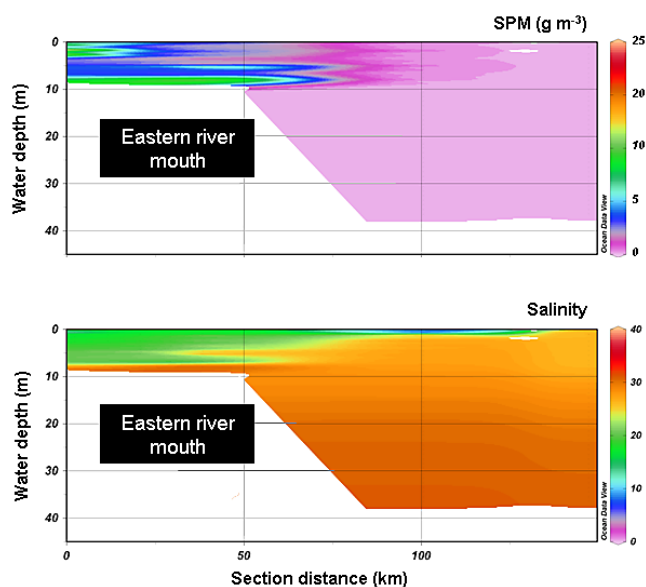 SPM (g m-3)
0
10
20
30
40
Water depth (m)
Eastern river
mouth
25
20
15
10
5
0
Ocean Data View
Salinity
0
10
20
30
40
Water depth (m)
Eastern river
mouth
40
30
20
10
0
Ocean Data View
0
50
100
Section distance (km)